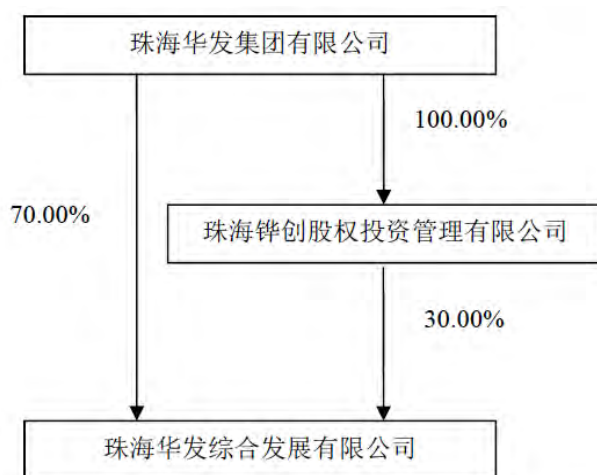 珠海华发集团有限公司
100.00%
70.00%
珠海铧创股权投资管理有限公司
30.00%
珠海华发综合发展有限公司